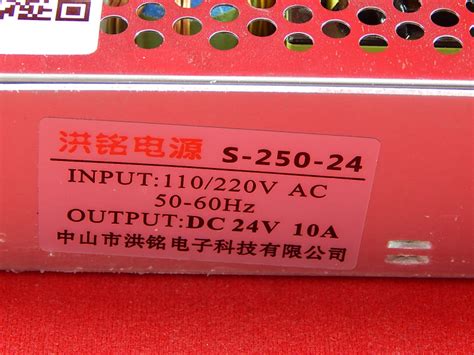 洪铭电源 S-250-24
INPUT:110/220V AC
50-60Hz
OUTPUT:DC 24V 10A
中山市洪铭电子科技有限公司